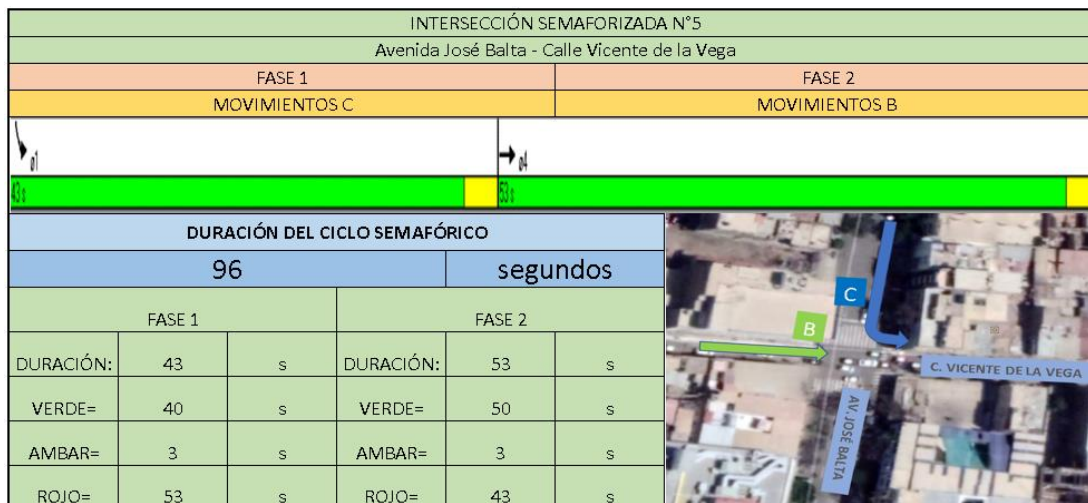 INTERSECCIÓN SEMAFORIZADA N°5
Avenida José Balta - Calle Vicente de la Vega
FASE 1 FASE 2
MOVIMIENTOS C MOVIMIENTOS B
ø1 ø4
43 s 53 s
DURACIÓN DEL CICLO SEMAFÓRICO
96 segundos
FASE 1 FASE 2
DURACIÓN: 43 s DURACIÓN: 53 s
VERDE= 40 s VERDE= 50 s
AMBAR= 3 s AMBAR= 3 s
ROJO= 53 s ROJO= 43 s
C
B
C. VICENTE DE LA VEGA
AV. JOSÉ BALTA